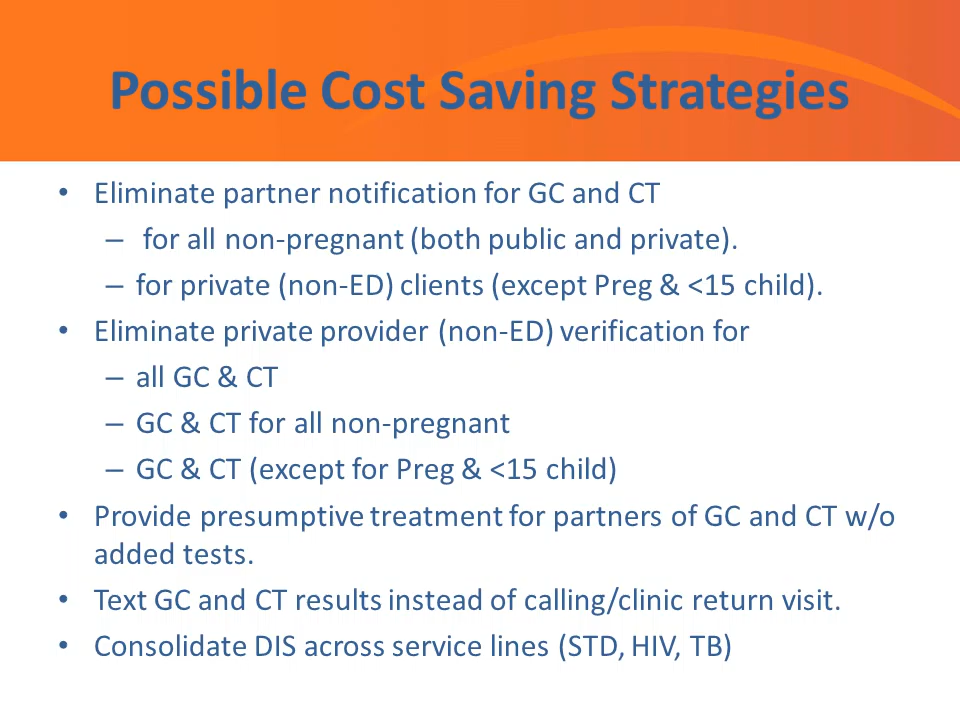 Possible Cost Saving Strategies
• Eliminate partner notification for GC and CT
– for all non-pregnant (both public and private).
– for private (non-ED) clients (except Preg & <15 child).
• Eliminate private provider (non-ED) verification for
– all GC & CT
– GC & CT for all non-pregnant
– GC & CT (except for Preg & <15 child)
• Provide presumptive treatment for partners of GC and CT w/o
added tests.
• Text GC and CT results instead of calling/clinic return visit.
• Consolidate DIS across service lines (STD, HIV, TB)